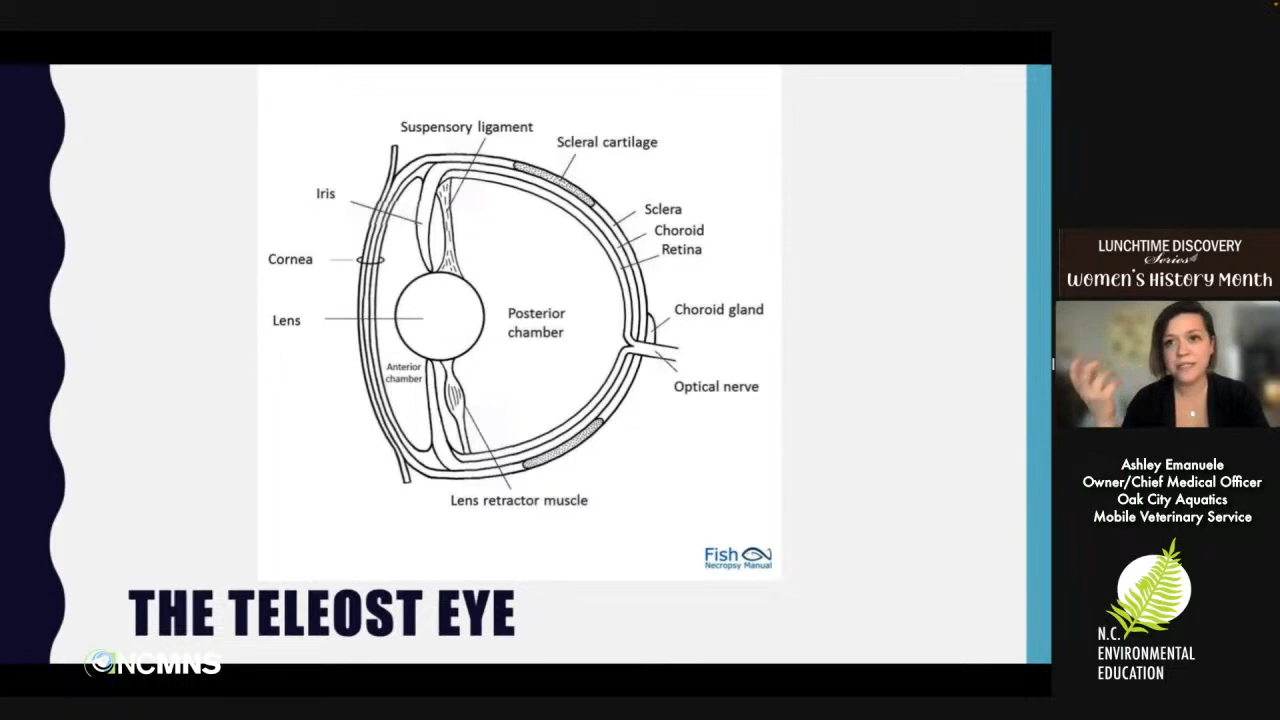 Suspensory ligament
Scleral cartilage
Iris
Sclera
Choroid
Retina
Cornea
Lens
Posterior
chamber
Choroid gland
Anterior
chamber
Optical nerve
Lens retractor muscle
Fish
Necropsy Manual
THE TELEOST EYE
NCMNS
LUNCHTIME DISCOVERY
Series
WOMEN'S HISTORY MONTH
Ashley Emanuele
Owner/Chief Medical Officer
Oak City Aquatics
Mobile Veterinary Service
N.C.
ENVIRONMENTAL
EDUCATION